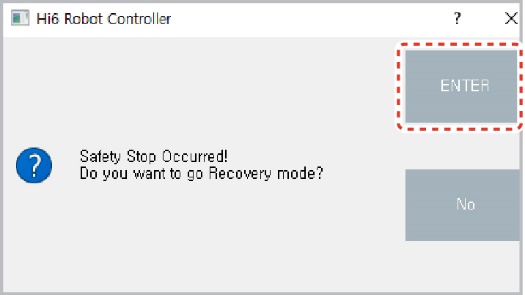 Hi6 Robot Controller
?
ENTER
Safety Stop Occurred!
Do you want to go Recovery mode?
No